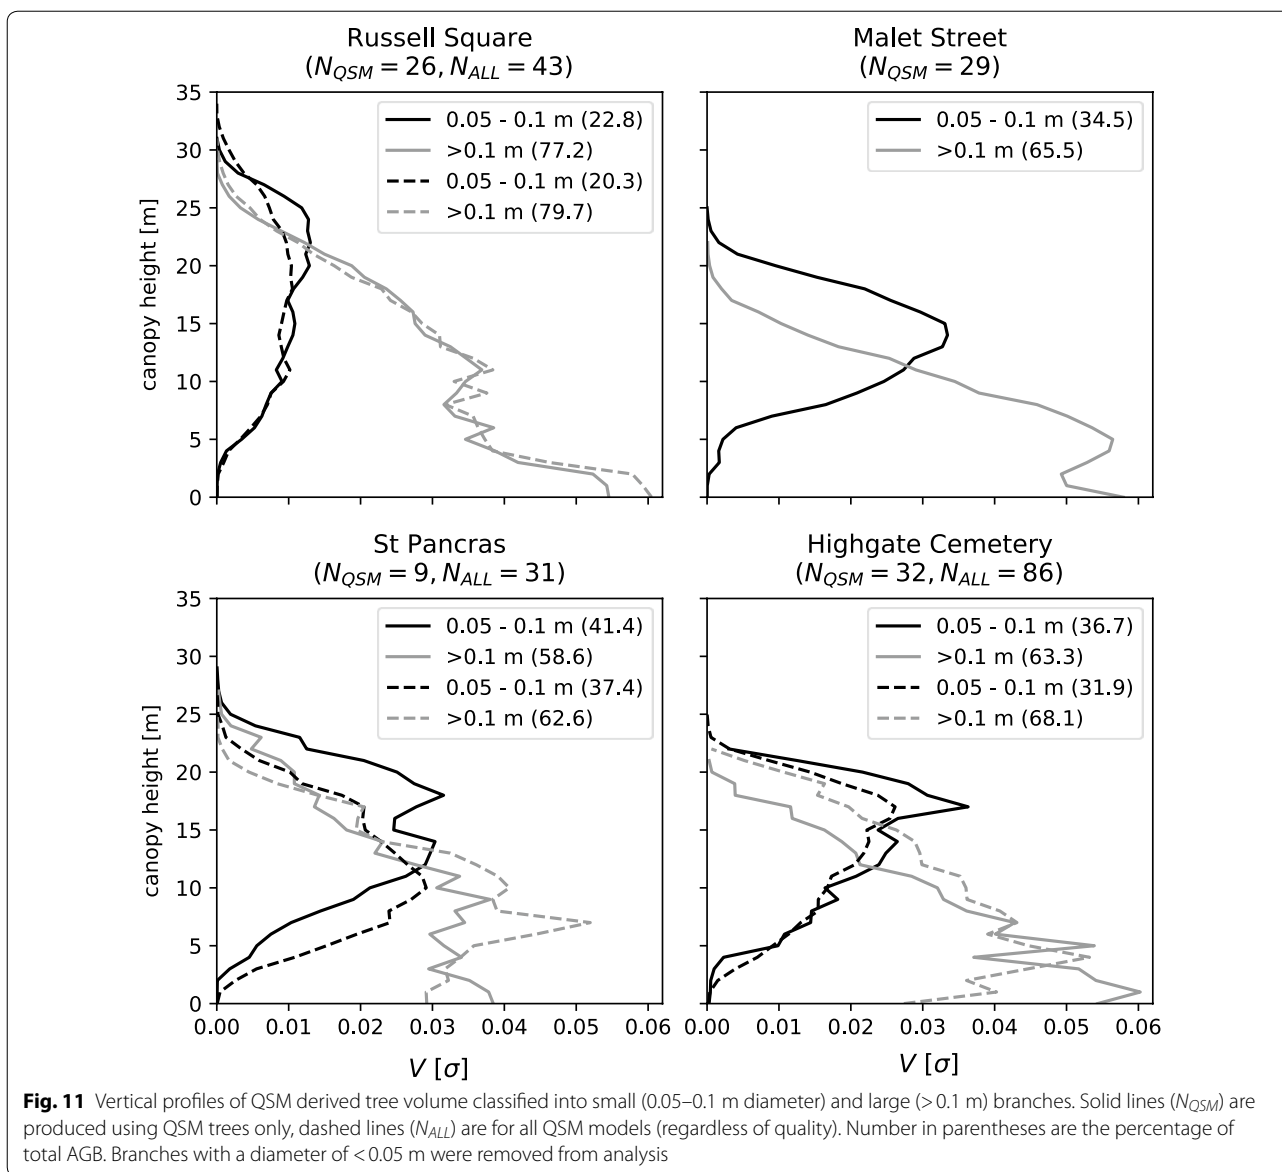 Russell Square
(N_QSM = 26, N_ALL = 43)
35
30
25
20
15
10
5
0
canopy height [m]
0.05 - 0.1 m (22.8)
>0.1 m (77.2)
0.05 - 0.1 m (20.3)
>0.1 m (79.7)
Malet Street
(N_QSM = 29)
0.05 - 0.1 m (34.5)
>0.1 m (65.5)
St Pancras
(N_QSM = 9, N_ALL = 31)
35
30
25
20
15
10
5
0
canopy height [m]
0.05 - 0.1 m (41.4)
>0.1 m (58.6)
0.05 - 0.1 m (37.4)
>0.1 m (62.6)
0.00 0.01 0.02 0.03 0.04 0.05 0.06
V [σ]
Highgate Cemetery
(N_QSM = 32, N_ALL = 86)
0.05 - 0.1 m (36.7)
>0.1 m (63.3)
0.05 - 0.1 m (31.9)
>0.1 m (68.1)
0.00 0.01 0.02 0.03 0.04 0.05 0.06
V [σ]
Fig. 11 Vertical profiles of QSM derived tree volume classified into small (0.05–0.1 m diameter) and large (> 0.1 m) branches. Solid lines (N_QSM) are
produced using QSM trees only, dashed lines (N_ALL) are for all QSM models (regardless of quality). Number in parentheses are the percentage of
total AGB. Branches with a diameter of < 0.05 m were removed from analysis